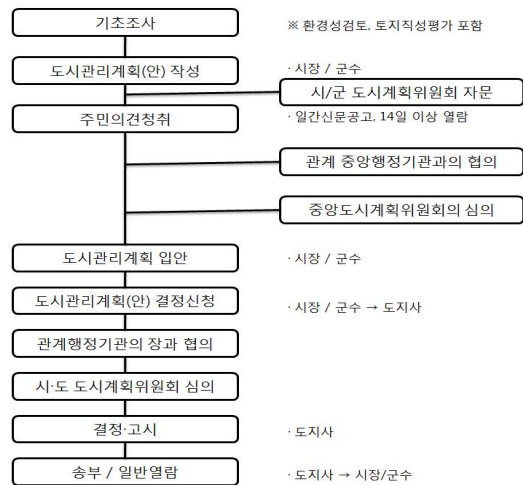 기초조사
※ 환경성검토, 토지적성평가 포함
도시관리계획(안) 작성
· 시장 / 군수
시/군 도시계획위원회 자문
주민의견청취
· 일간신문공고, 14일 이상 열람
관계 중앙행정기관과의 협의
중앙도시계획위원회의 심의
도시관리계획 입안
· 시장 / 군수
도시관리계획(안) 결정신청
· 시장 / 군수 → 도지사
관계행정기관의 장과 협의
시·도 도시계획위원회 심의
결정·고시
· 도지사
송부 / 일반열람
· 도지사 → 시장/군수